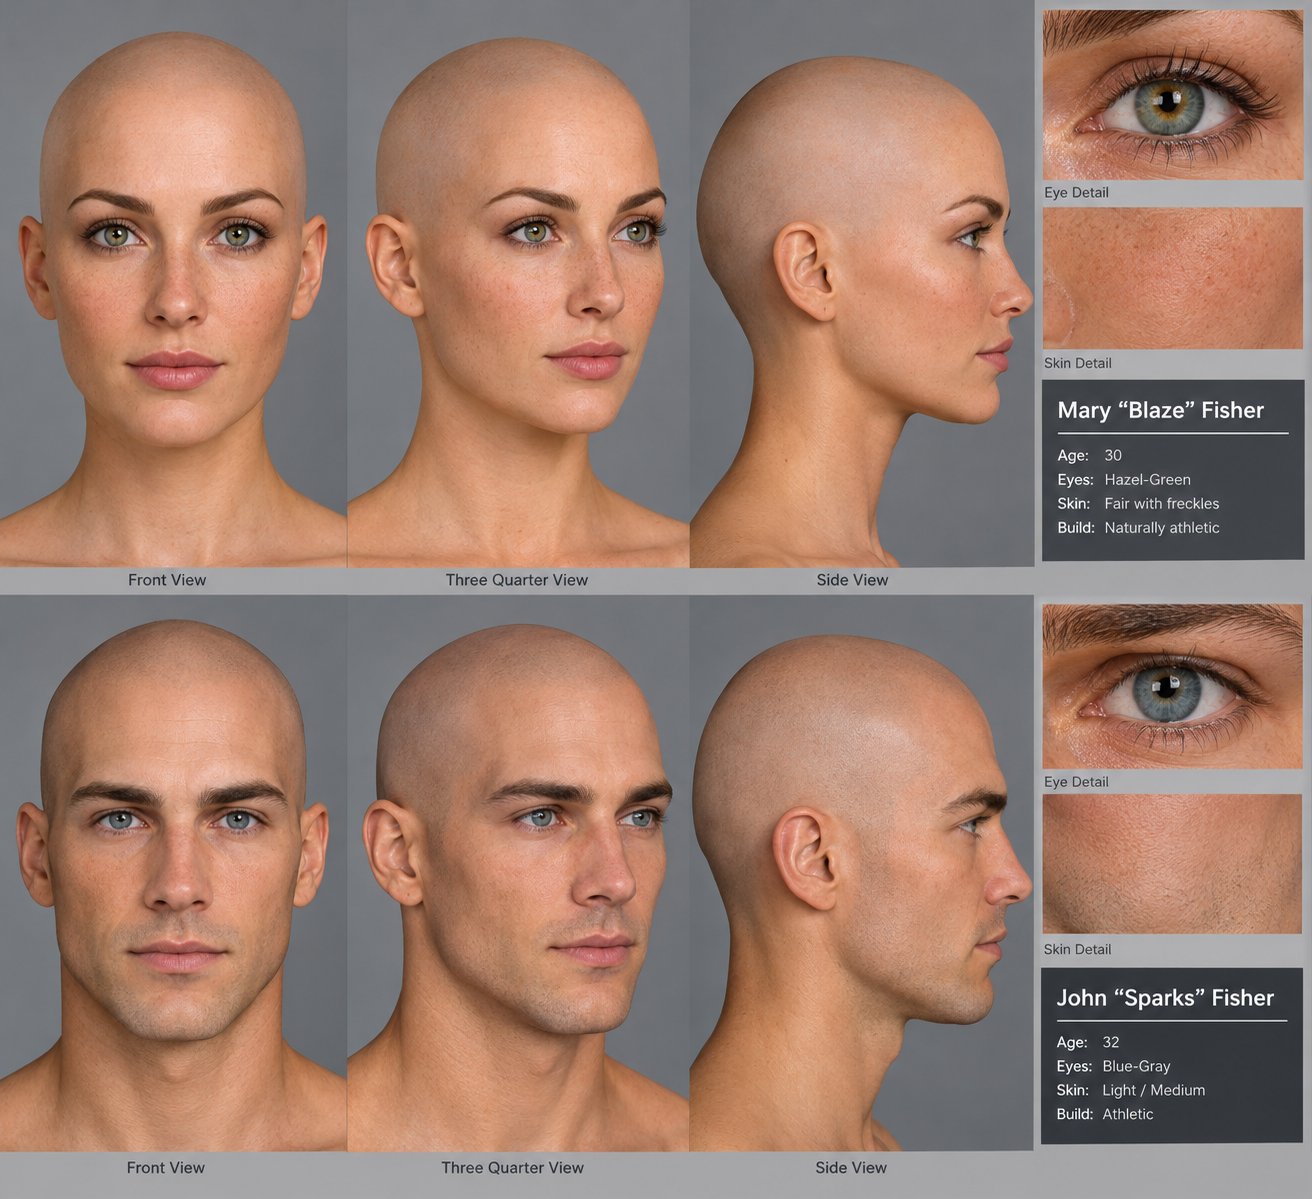 Eye Detail
Skin Detail
Mary “Blaze” Fisher
Age: 30
Eyes: Hazel-Green
Skin: Fair with freckles
Build: Naturally athletic
Front View
Three Quarter View
Side View
Eye Detail
Skin Detail
John “Sparks” Fisher
Age: 32
Eyes: Blue-Gray
Skin: Light / Medium
Build: Athletic
Front View
Three Quarter View
Side View